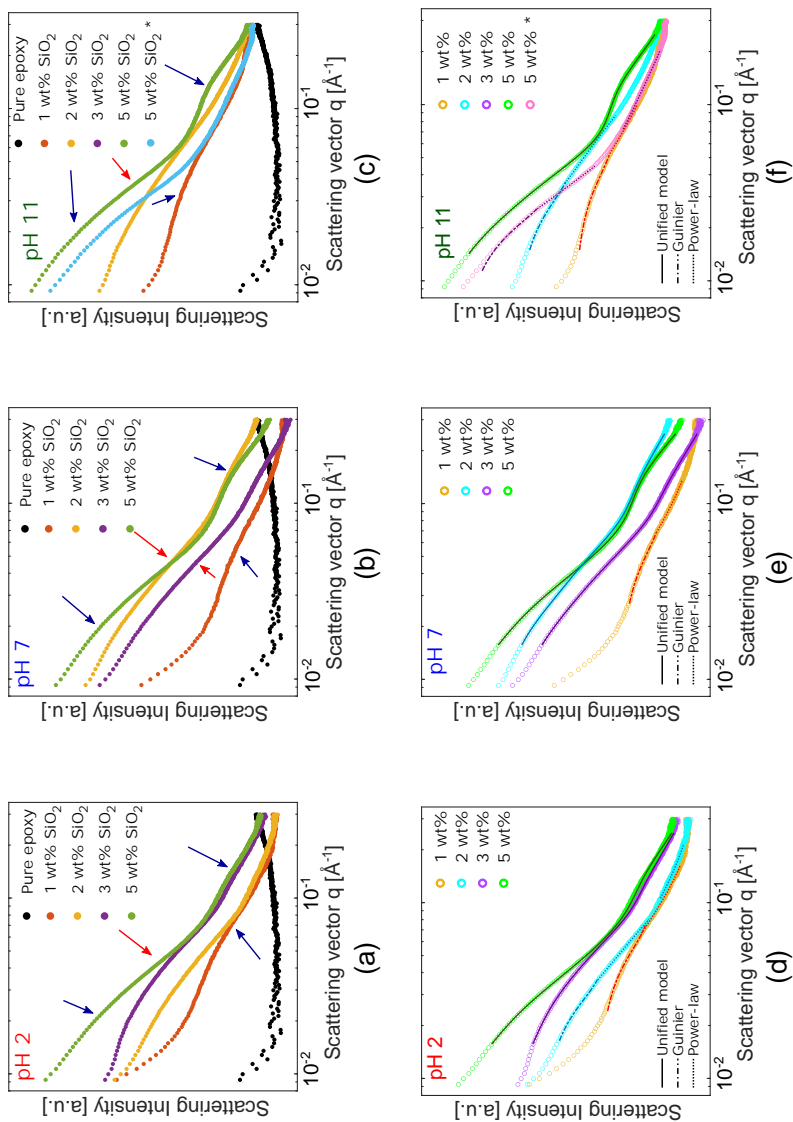 pH 2
Pure epoxy
1 wt% SiO2
2 wt% SiO2
3 wt% SiO2
5 wt% SiO2
Scattering Intensity [a.u.]
10-2
10-1
Scattering vector q [Å-1]
(a)
pH 7
Pure epoxy
1 wt% SiO2
2 wt% SiO2
3 wt% SiO2
5 wt% SiO2
Scattering Intensity [a.u.]
10-2
10-1
Scattering vector q [Å-1]
(b)
pH 11
Pure epoxy
1 wt% SiO2
2 wt% SiO2
3 wt% SiO2
5 wt% SiO2
5 wt% SiO2 *
Scattering Intensity [a.u.]
10-2
10-1
Scattering vector q [Å-1]
(c)
pH 2
1 wt%
2 wt%
3 wt%
5 wt%
Unified model
Guinier
Power-law
Scattering Intensity [a.u.]
10-2
10-1
Scattering vector q [Å-1]
(d)
pH 7
1 wt%
2 wt%
3 wt%
5 wt%
Unified model
Guinier
Power-law
Scattering Intensity [a.u.]
10-2
10-1
Scattering vector q [Å-1]
(e)
pH 11
1 wt%
2 wt%
3 wt%
5 wt%
5 wt% *
Unified model
Guinier
Power-law
Scattering Intensity [a.u.]
10-2
10-1
Scattering vector q [Å-1]
(f)